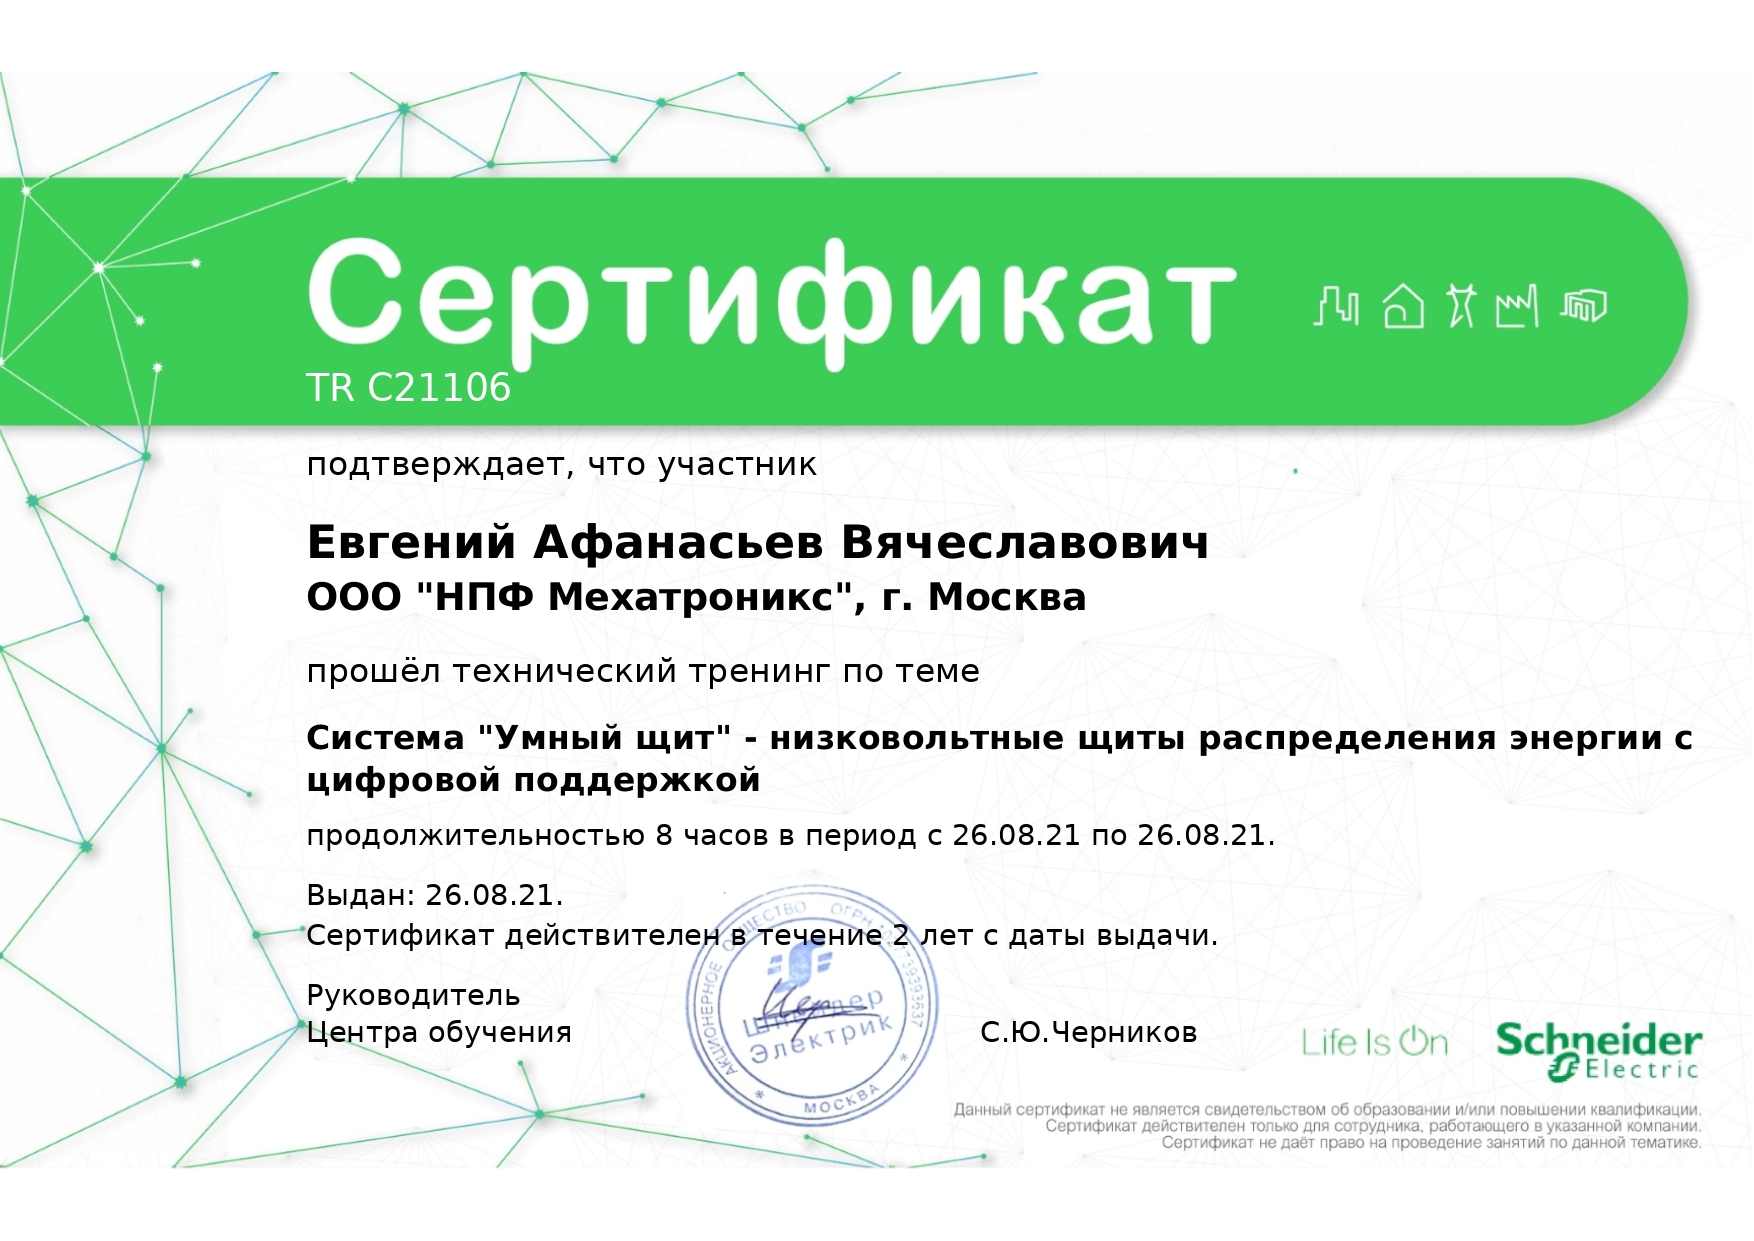 Сертификат
TR C21106
подтверждает, что участник
Евгений Афанасьев Вячеславович
ООО "НПФ Мехатроникс", г. Москва
прошёл технический тренинг по теме
Система "Умный щит" - низковольтные щиты распределения энергии с
цифровой поддержкой
продолжительностью 8 часов в период с 26.08.21 по 26.08.21.
Выдан: 26.08.21.
Сертификат действителен в течение 2 лет с даты выдачи.
Руководитель
Центра обучения
АКЦИОНЕРНОЕ ОБЩЕСТВО
Шнейдер
Электрик
* МОСКВА *
С.Ю.Черников
Life Is On
Schneider
Electric
Данный сертификат не является свидетельством об образовании и/или повышении квалификации.
Сертификат действителен только для сотрудника, работающего в указанной компании.
Сертификат не даёт право на проведение занятий по данной тематике.